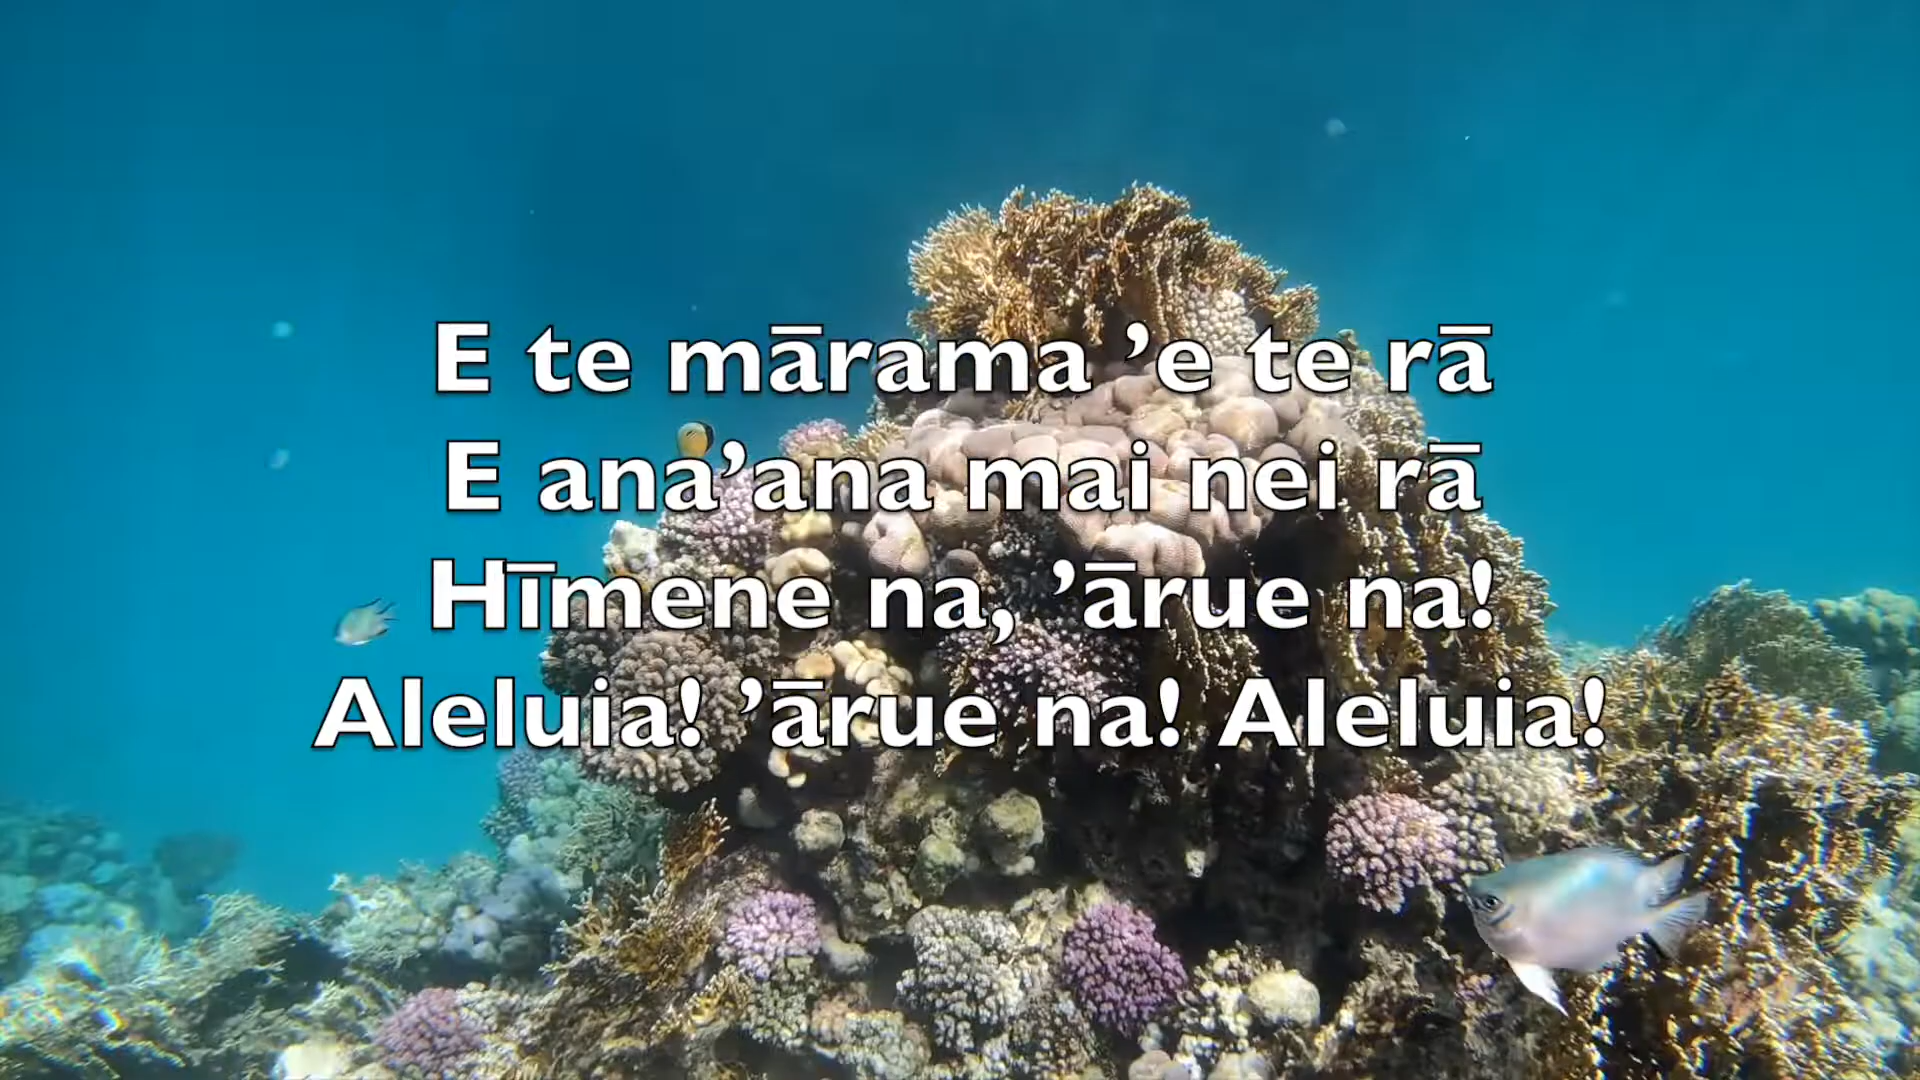 E te mārama ’e te rā
E ana’ana mai nei rā
Hīmene na, ’ārue na!
Aleluia! ’ārue na! Aleluia!